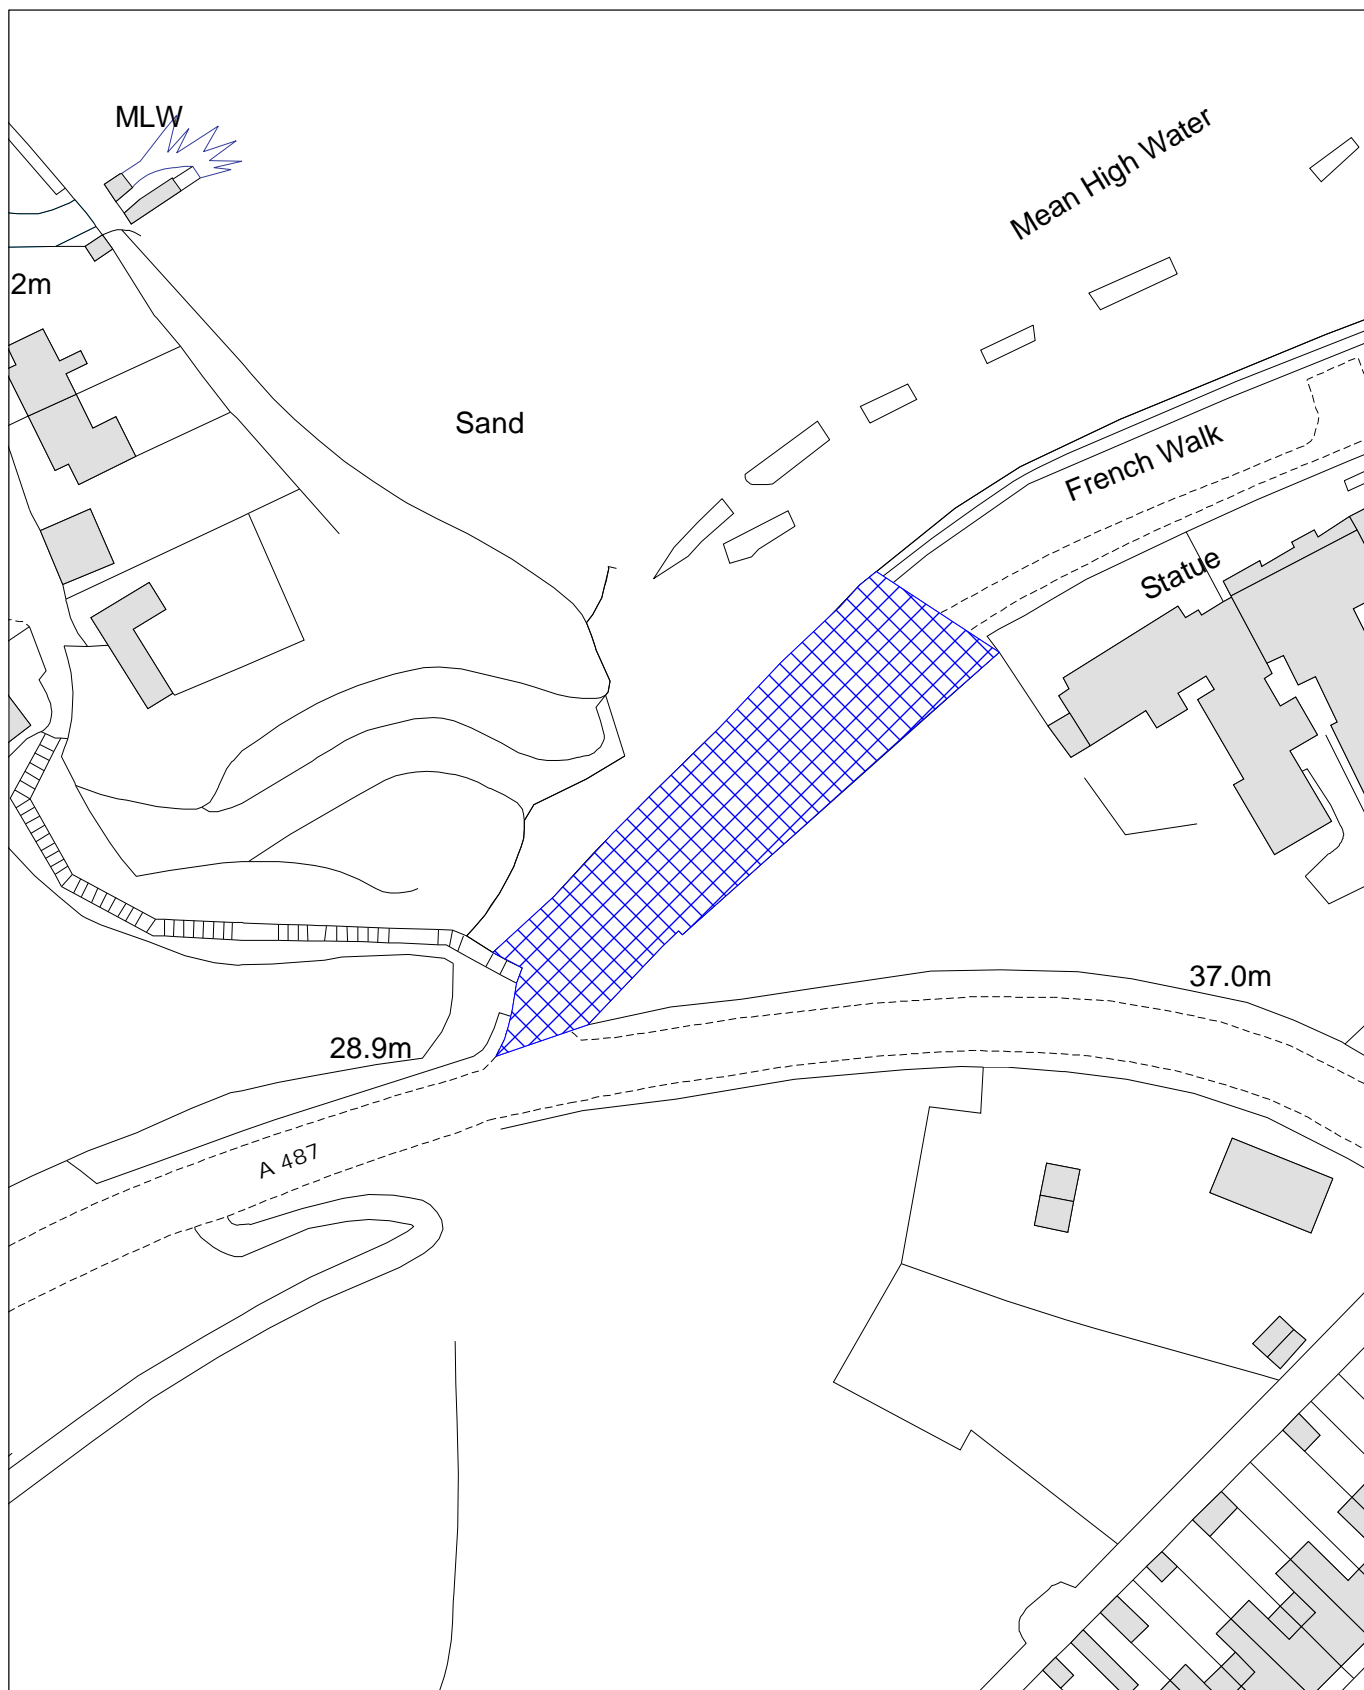 MLW
Mean High Water
2m
Sand
French Walk
Statue
37.0m
28.9m
A 487